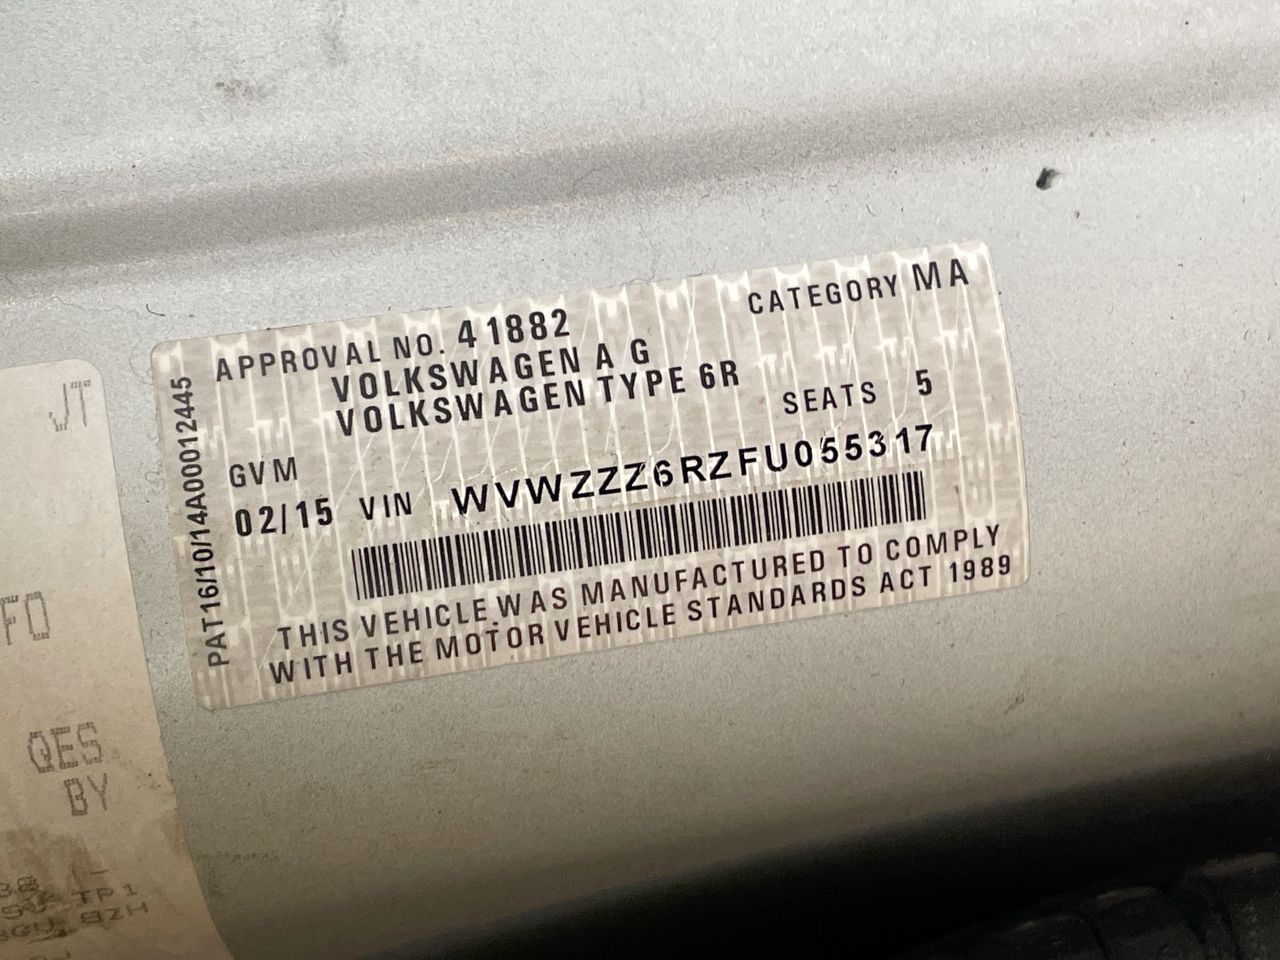 APPROVAL NO. 41882
CATEGORY MA
VOLKSWAGEN A G
VOLKSWAGEN TYPE 6R
SEATS 5
GVM
02/15 VIN WVWZZZ6RZFU055317
THIS VEHICLE WAS MANUFACTURED TO COMPLY
WITH THE MOTOR VEHICLE STANDARDS ACT 1989
PAT16/10/14A00012445
JT
FO
QES
BY
TP1